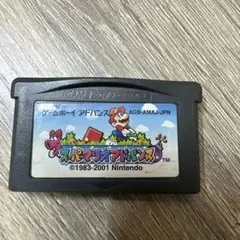 GAME BOY ADVANCE
ゲームボーイアドバンス AGB-AMAJ-JPN
スーパーマリオアドバンス TM
©1983-2001 Nintendo